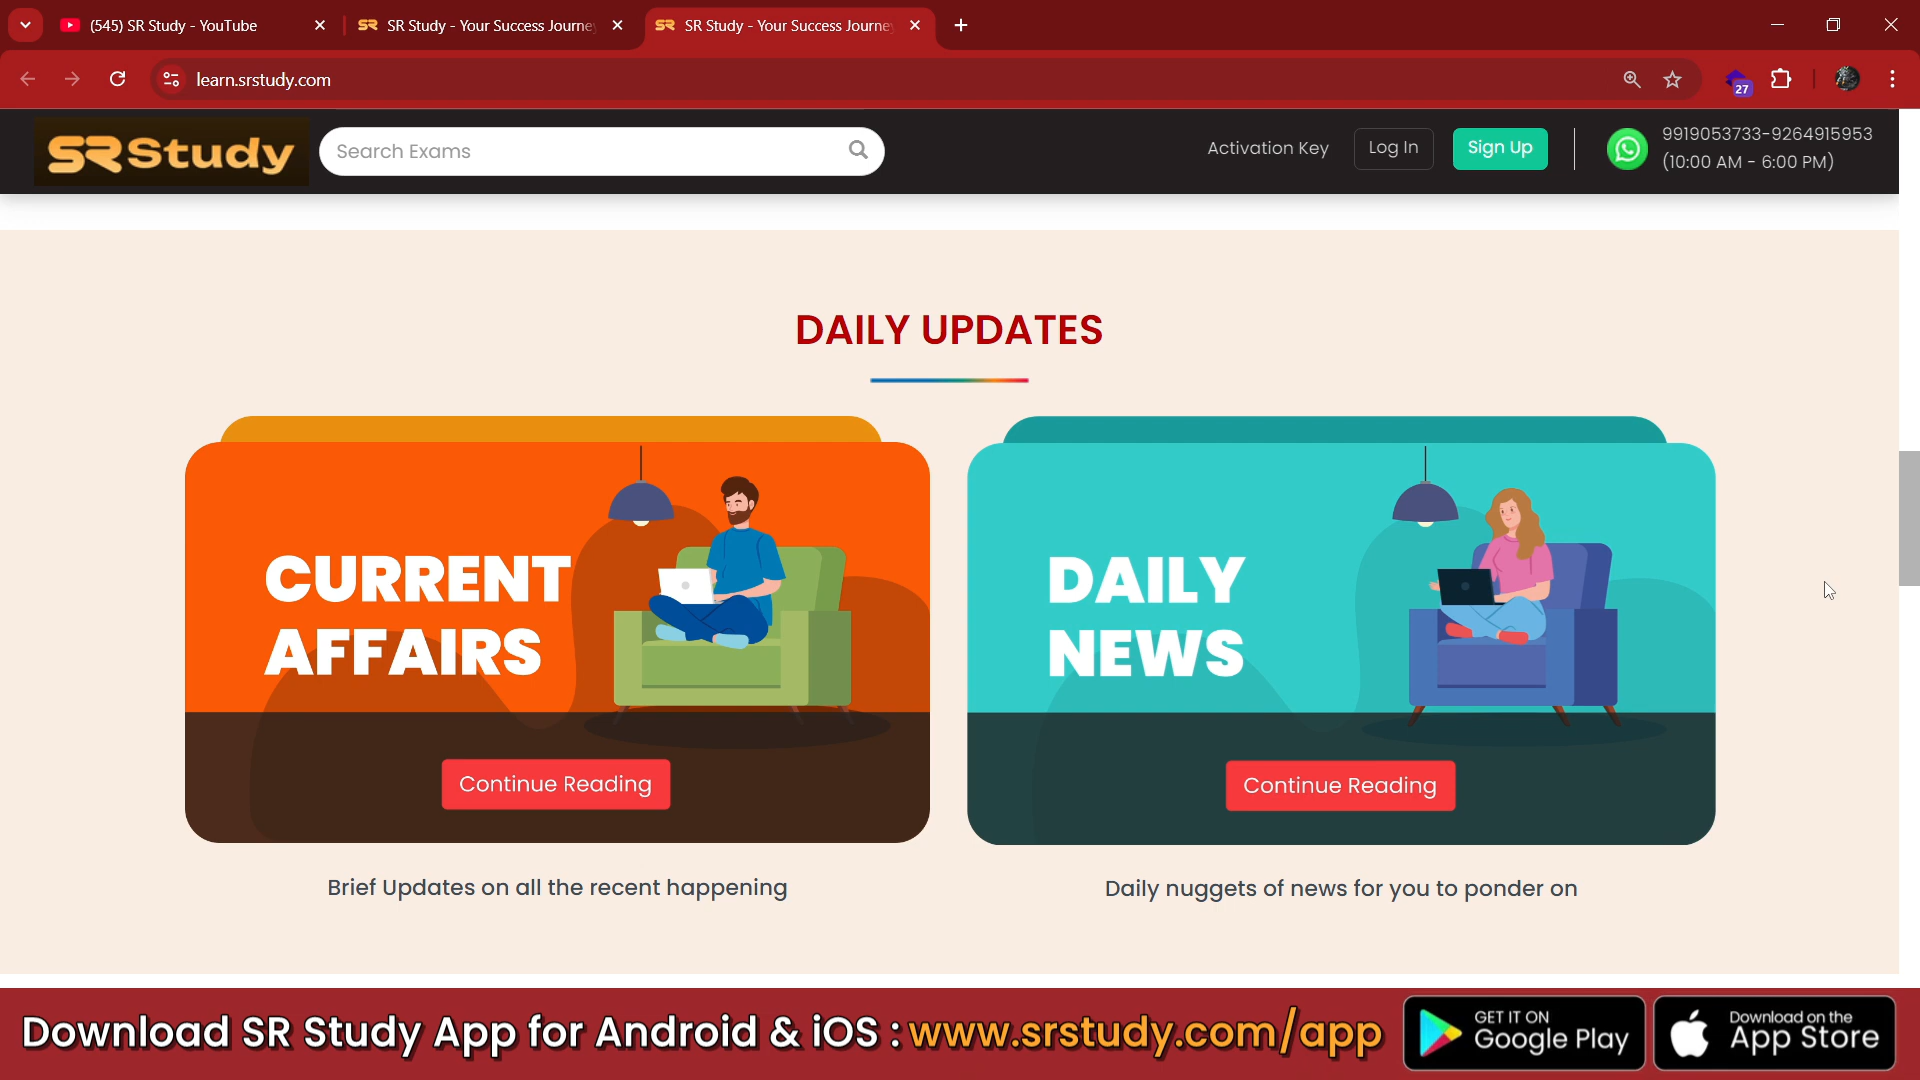 (545) SR Study - YouTube
SR Study - Your Success Journe
SR Study - Your Success Journe
learn.srstudy.com
27
SR Study
Search Exams
Activation Key
Log In
Sign Up
9919053733-9264915953
(10:00 AM - 6:00 PM)
DAILY UPDATES
CURRENT
AFFAIRS
Continue Reading
Brief Updates on all the recent happening
DAILY
NEWS
Continue Reading
Daily nuggets of news for you to ponder on
Download SR Study App for Android & iOS : www.srstudy.com/app
GET IT ON
Google Play
Download on the
App Store